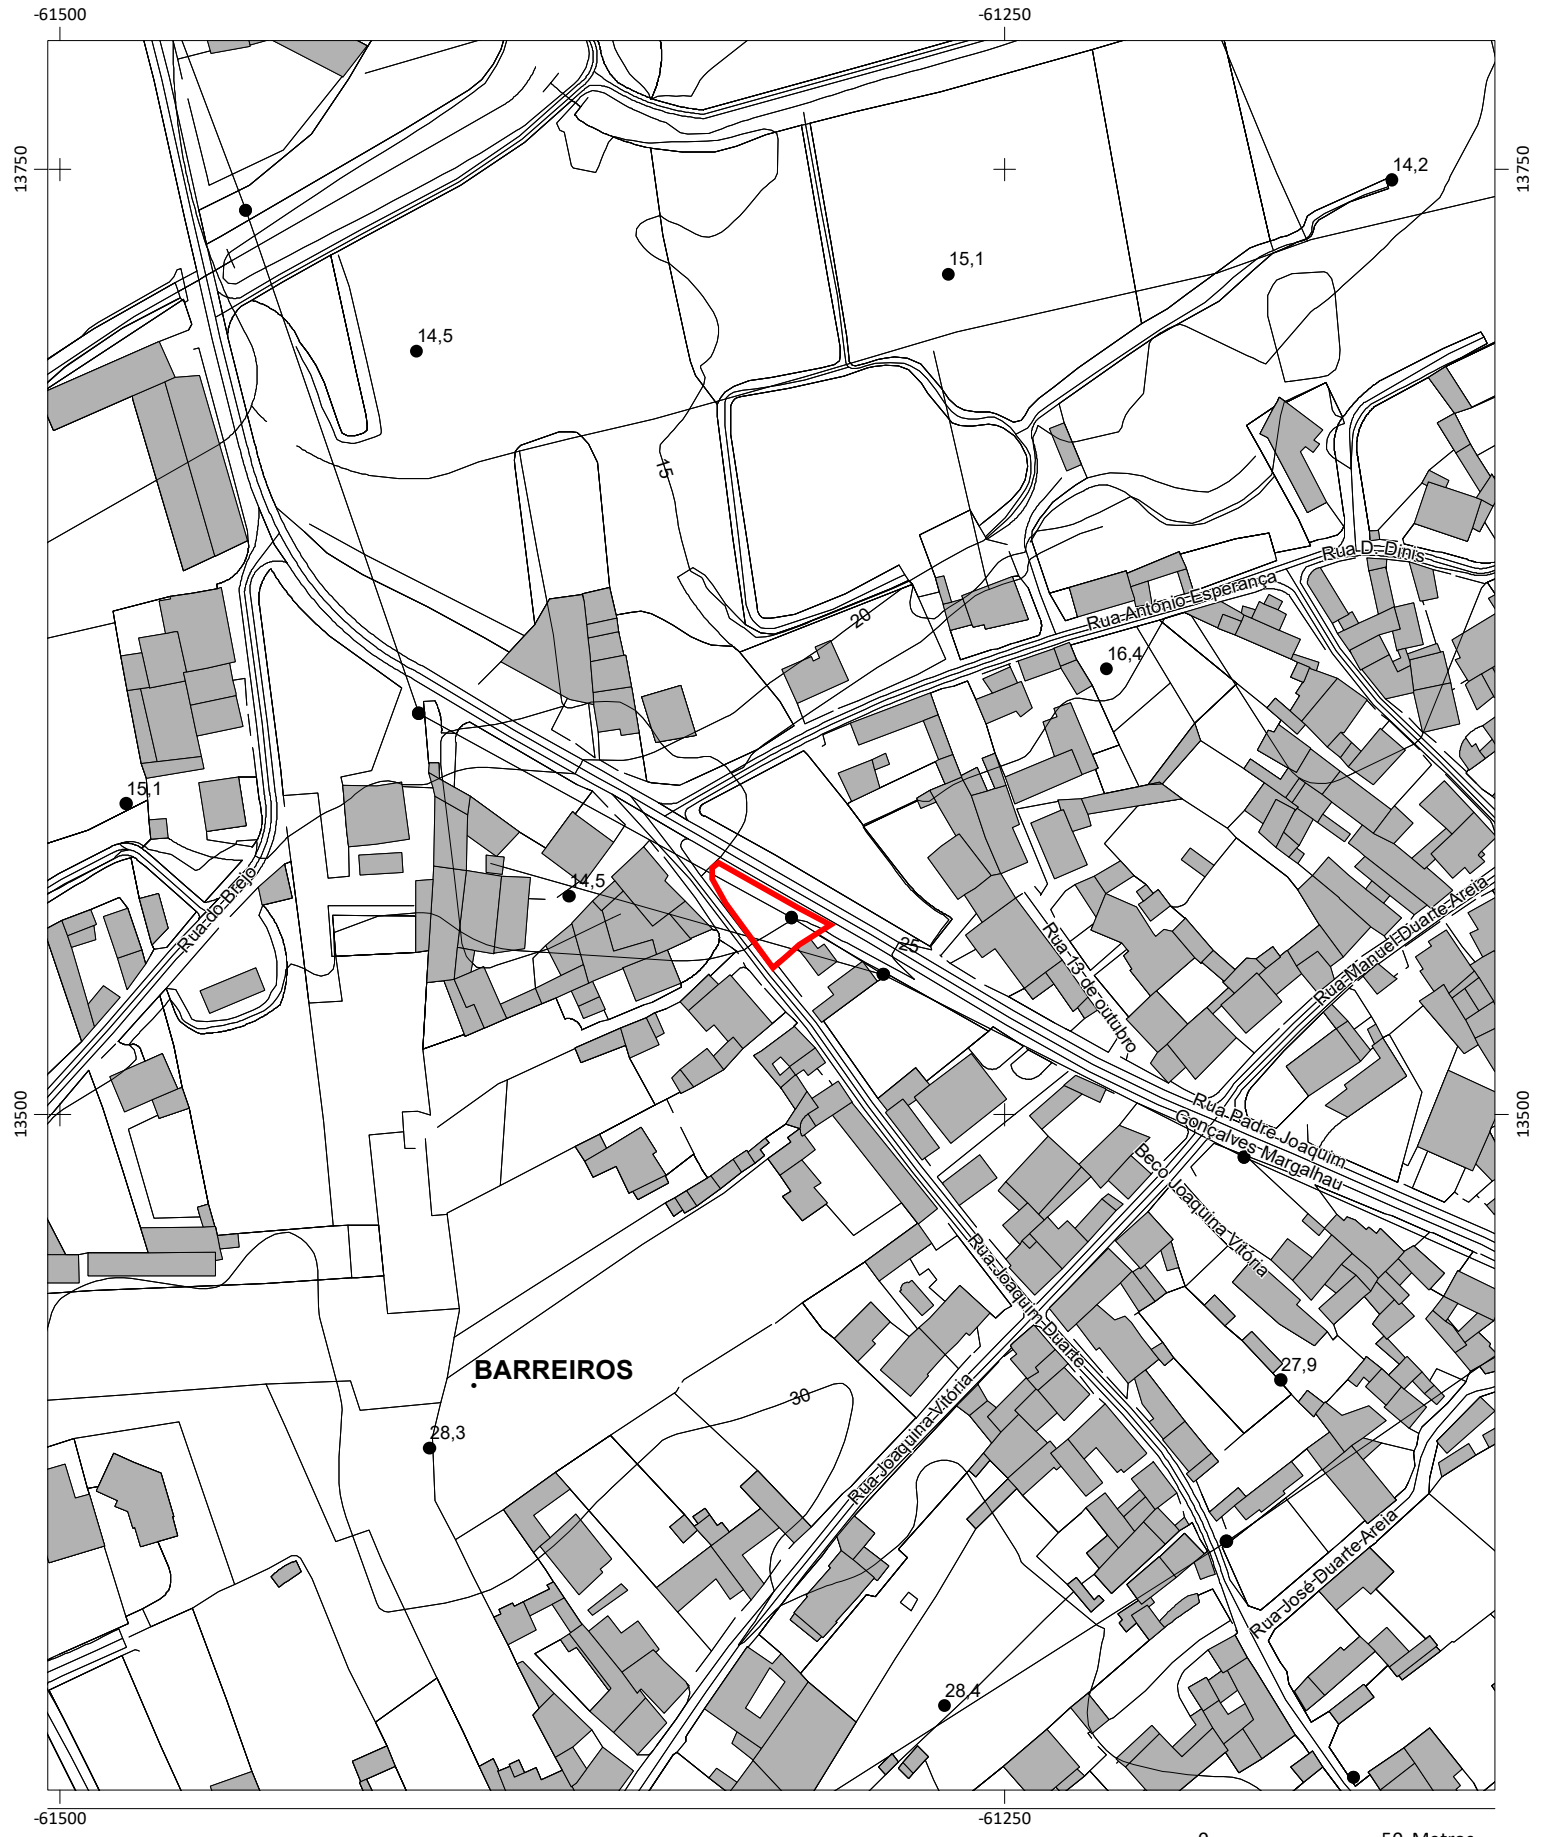 -61500
-61250
13750
13750
14,2
15,1
14,5
15
Rua D. Dinis
Rua António Esperança
20
16,4
15,1
14,5
Rua do Brejo
25
Rua Manuel Duarte Areia
Rua 13 de outubro
13500
13500
Rua Padre Joaquim
Gonçalves Margalhau
Beco Joaquina Vitória
Rua Joaquim Duarte
BARREIROS
27,9
30
Rua Joaquina Vitória
28,3
Rua José Duarte Areia
28,4
-61500
-61250
0
50 Metros